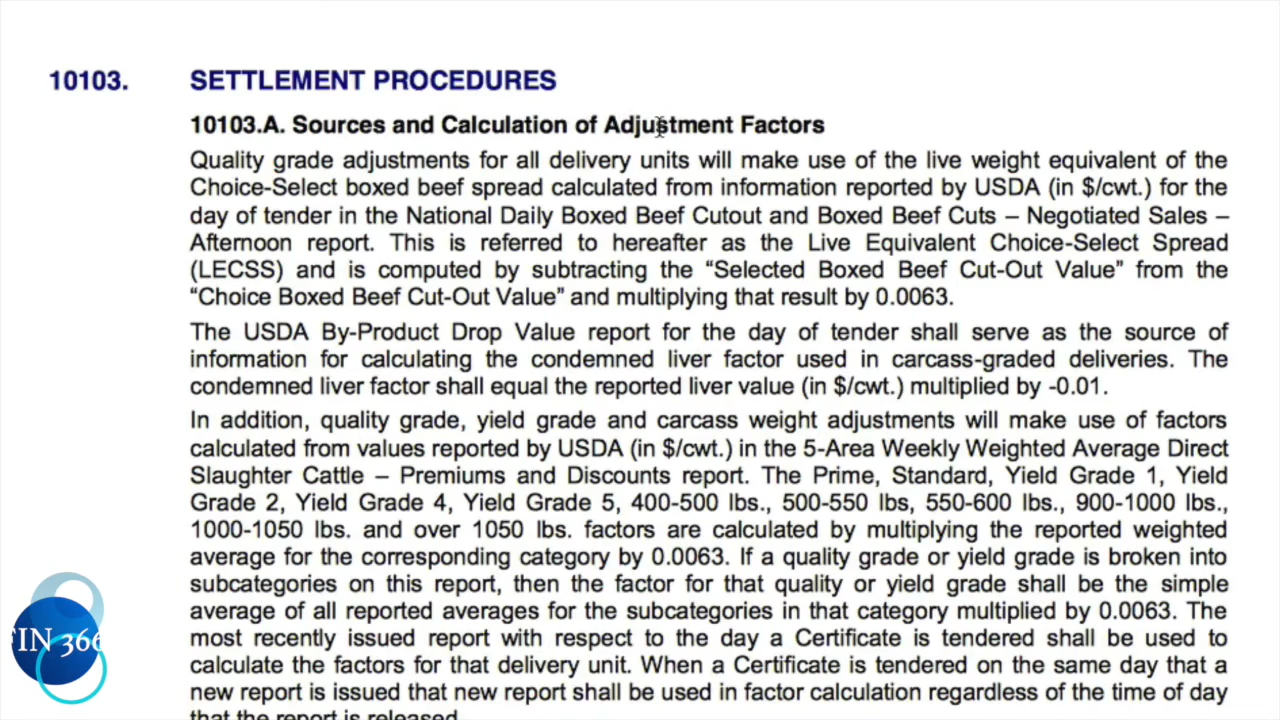 10103. SETTLEMENT PROCEDURES
10103.A. Sources and Calculation of Adjustment Factors
Quality grade adjustments for all delivery units will make use of the live weight equivalent of the
Choice-Select boxed beef spread calculated from information reported by USDA (in $/cwt.) for the
day of tender in the National Daily Boxed Beef Cutout and Boxed Beef Cuts – Negotiated Sales –
Afternoon report. This is referred to hereafter as the Live Equivalent Choice-Select Spread
(LECSS) and is computed by subtracting the “Selected Boxed Beef Cut-Out Value” from the
“Choice Boxed Beef Cut-Out Value” and multiplying that result by 0.0063.
The USDA By-Product Drop Value report for the day of tender shall serve as the source of
information for calculating the condemned liver factor used in carcass-graded deliveries. The
condemned liver factor shall equal the reported liver value (in $/cwt.) multiplied by -0.01.
In addition, quality grade, yield grade and carcass weight adjustments will make use of factors
calculated from values reported by USDA (in $/cwt.) in the 5-Area Weekly Weighted Average Direct
Slaughter Cattle – Premiums and Discounts report. The Prime, Standard, Yield Grade 1, Yield
Grade 2, Yield Grade 4, Yield Grade 5, 400-500 lbs., 500-550 lbs, 550-600 lbs., 900-1000 lbs.,
1000-1050 lbs. and over 1050 lbs. factors are calculated by multiplying the reported weighted
average for the corresponding category by 0.0063. If a quality grade or yield grade is broken into
subcategories on this report, then the factor for that quality or yield grade shall be the simple
average of all reported averages for the subcategories in that category multiplied by 0.0063. The
most recently issued report with respect to the day a Certificate is tendered shall be used to
calculate the factors for that delivery unit. When a Certificate is tendered on the same day that a
new report is issued that new report shall be used in factor calculation regardless of the time of day
that the report is released.
FIN 366